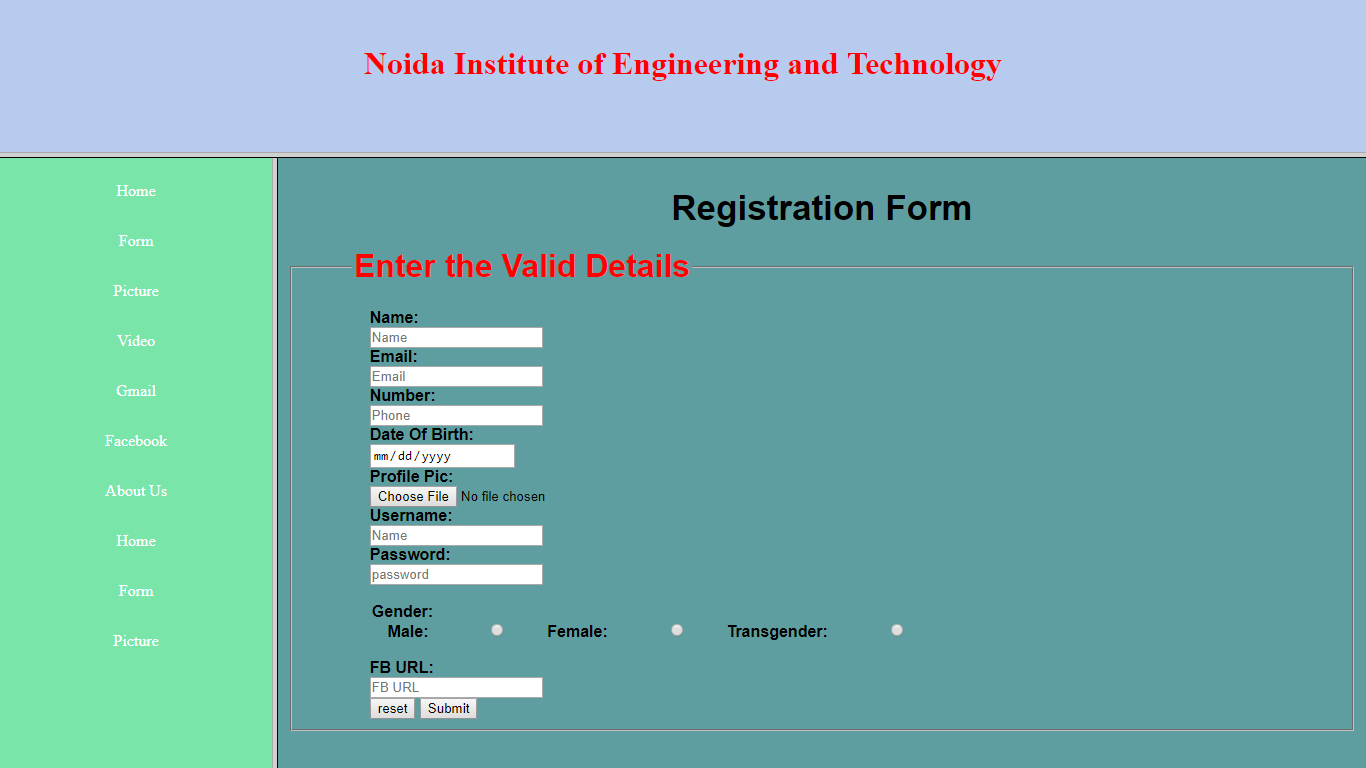 Noida Institute of Engineering and Technology
Home
Form
Picture
Video
Gmail
Facebook
About Us
Home
Form
Picture
Registration Form
Enter the Valid Details
Name:
Name
Email:
Email
Number:
Phone
Date Of Birth:
mm/dd/yyyy
Profile Pic:
Choose File No file chosen
Username:
Name
Password:
password
Gender:
Male: Female: Transgender:
FB URL:
FB URL
reset Submit